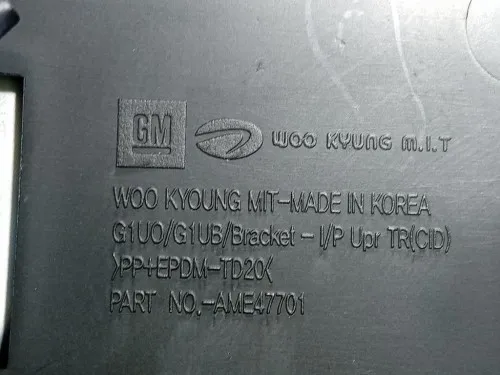 GM WOO KYUNG M.I.T
WOO KYOUNG MIT-MADE IN KOREA
G1UO/G1UB/Bracket - I/P Upr TR(CID)
>PP+EPDM-TD20<
PART NO.-AME47701